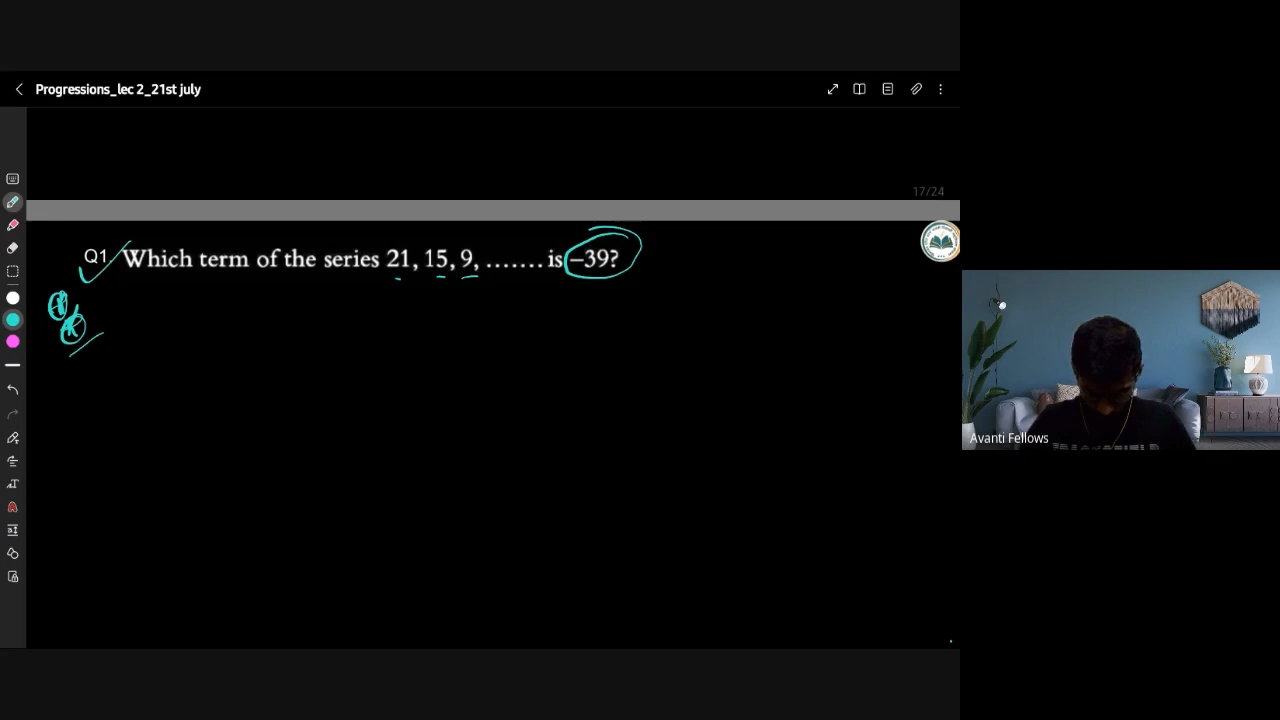 Progressions_lec 2_21st july
17/24
Q1. Which term of the series 21, 15, 9, ....... is –39?
Avanti Fellows